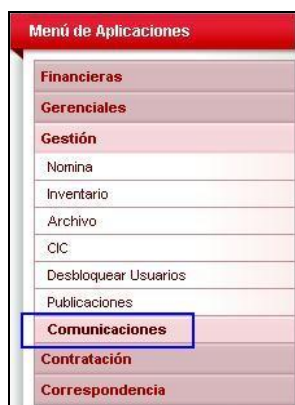 Menú de Aplicaciones
Financieras
Gerenciales
Gestión
Nomina
Inventario
Archivo
CIC
Desbloquear Usuarios
Publicaciones
Comunicaciones
Contratación
Correspondencia